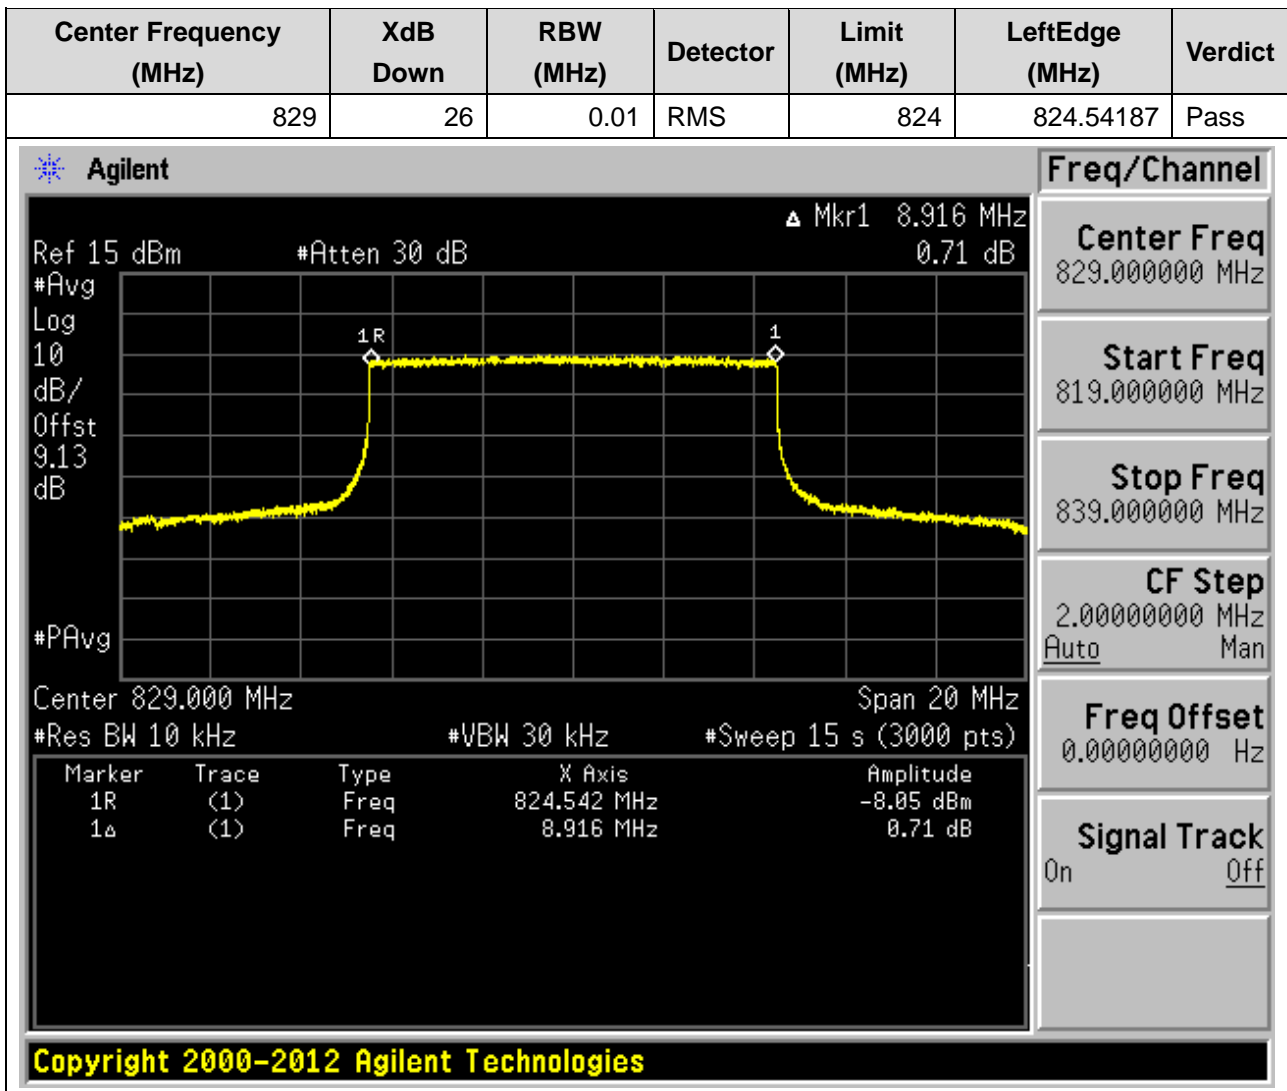 Center Frequency (MHz) XdB Down RBW (MHz) Detector Limit (MHz) LeftEdge (MHz) Verdict
829 26 0.01 RMS 824 824.54187 Pass
Agilent
Freq/Channel
▵ Mkr1 8.916 MHz
Ref 15 dBm #Atten 30 dB 0.71 dB
#Avg
Log
10
dB/
Offst
9.13
dB
1R
1
#PAvg
Center 829.000 MHz Span 20 MHz
#Res BW 10 kHz #VBW 30 kHz #Sweep 15 s (3000 pts)
Marker Trace Type X Axis Amplitude
1R (1) Freq 824.542 MHz -8.05 dBm
1▵ (1) Freq 8.916 MHz 0.71 dB
Center Freq
829.000000 MHz
Start Freq
819.000000 MHz
Stop Freq
839.000000 MHz
CF Step
2.00000000 MHz
Auto Man
Freq Offset
0.00000000 Hz
Signal Track
On Off
Copyright 2000-2012 Agilent Technologies